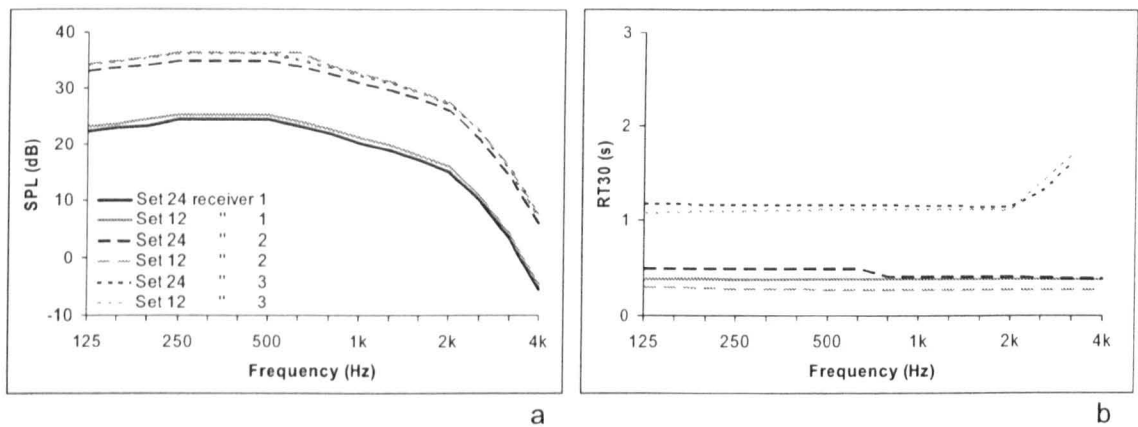 40
30
20
10
0
-10
SPL (dB)
Set 24 receiver 1
Set 12 " 1
Set 24 " 2
Set 12 " 2
Set 24 " 3
Set 12 " 3
125 250 500 1k 2k 4k
Frequency (Hz)
a
3
2
1
0
RT30 (s)
125 250 500 1k 2k 4k
Frequency (Hz)
b